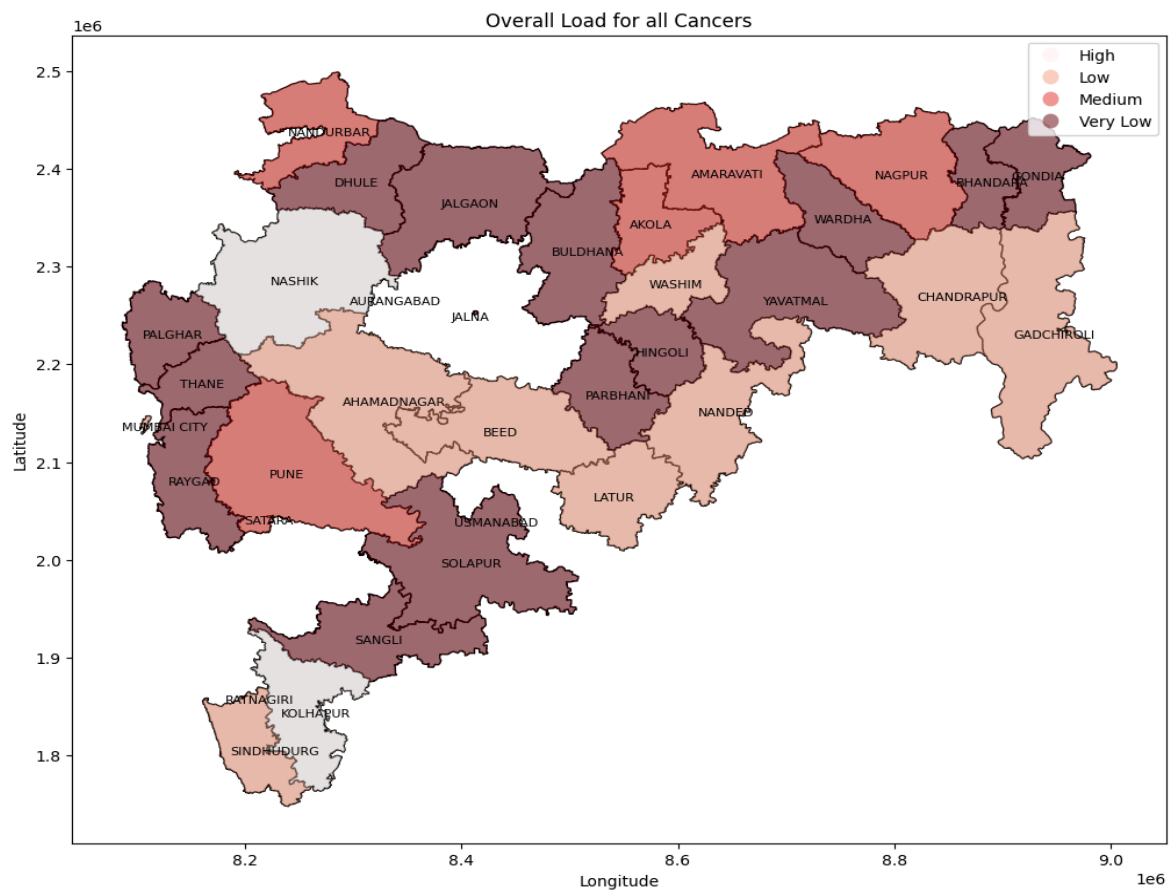 Overall Load for all Cancers
1e6
High
Low
Medium
Very Low
2.5
2.4
2.3
2.2
2.1
2.0
1.9
1.8
Latitude
NANDURBAR
DHULE
JALGAON
AMARAVATI
NAGPUR
BHANDARA
GONDIA
AKOLA
WARDHA
BULDHANA
NASHIK
WASHIM
AURANGABAD
YAVATMAL
CHANDRAPUR
JALNA
PALGHAR
GADCHIROLI
HINGOLI
THANE
PARBHANI
AHAMADNAGAR
NANDED
MUMBAI CITY
BEED
PUNE
RAYGAD
LATUR
SATARA
USMANABAD
SOLAPUR
SANGLI
RATNAGIRI
KOLHAPUR
SINDHUDURG
8.2
8.4
8.6
8.8
9.0
1e6
Longitude